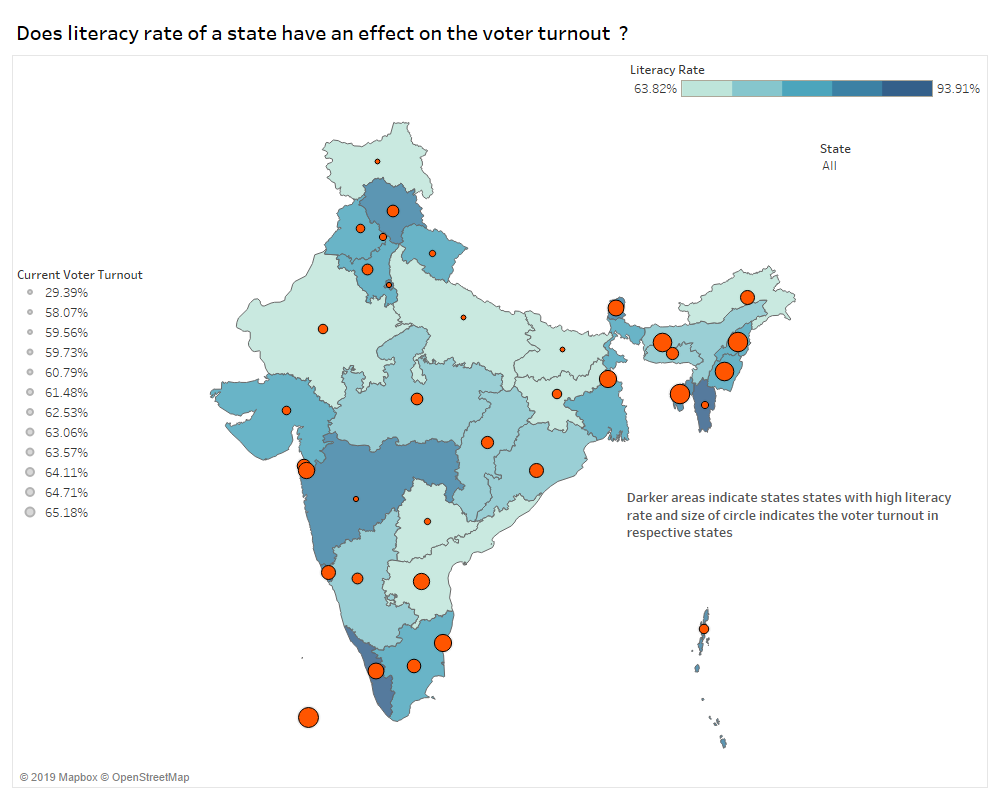 Does literacy rate of a state have an effect on the voter turnout ?
Literacy Rate
63.82% 93.91%
State
All
Current Voter Turnout
29.39%
58.07%
59.56%
59.73%
60.79%
61.48%
62.53%
63.06%
63.57%
64.11%
64.71%
65.18%
Darker areas indicate states states with high literacy
rate and size of circle indicates the voter turnout in
respective states
© 2019 Mapbox © OpenStreetMap